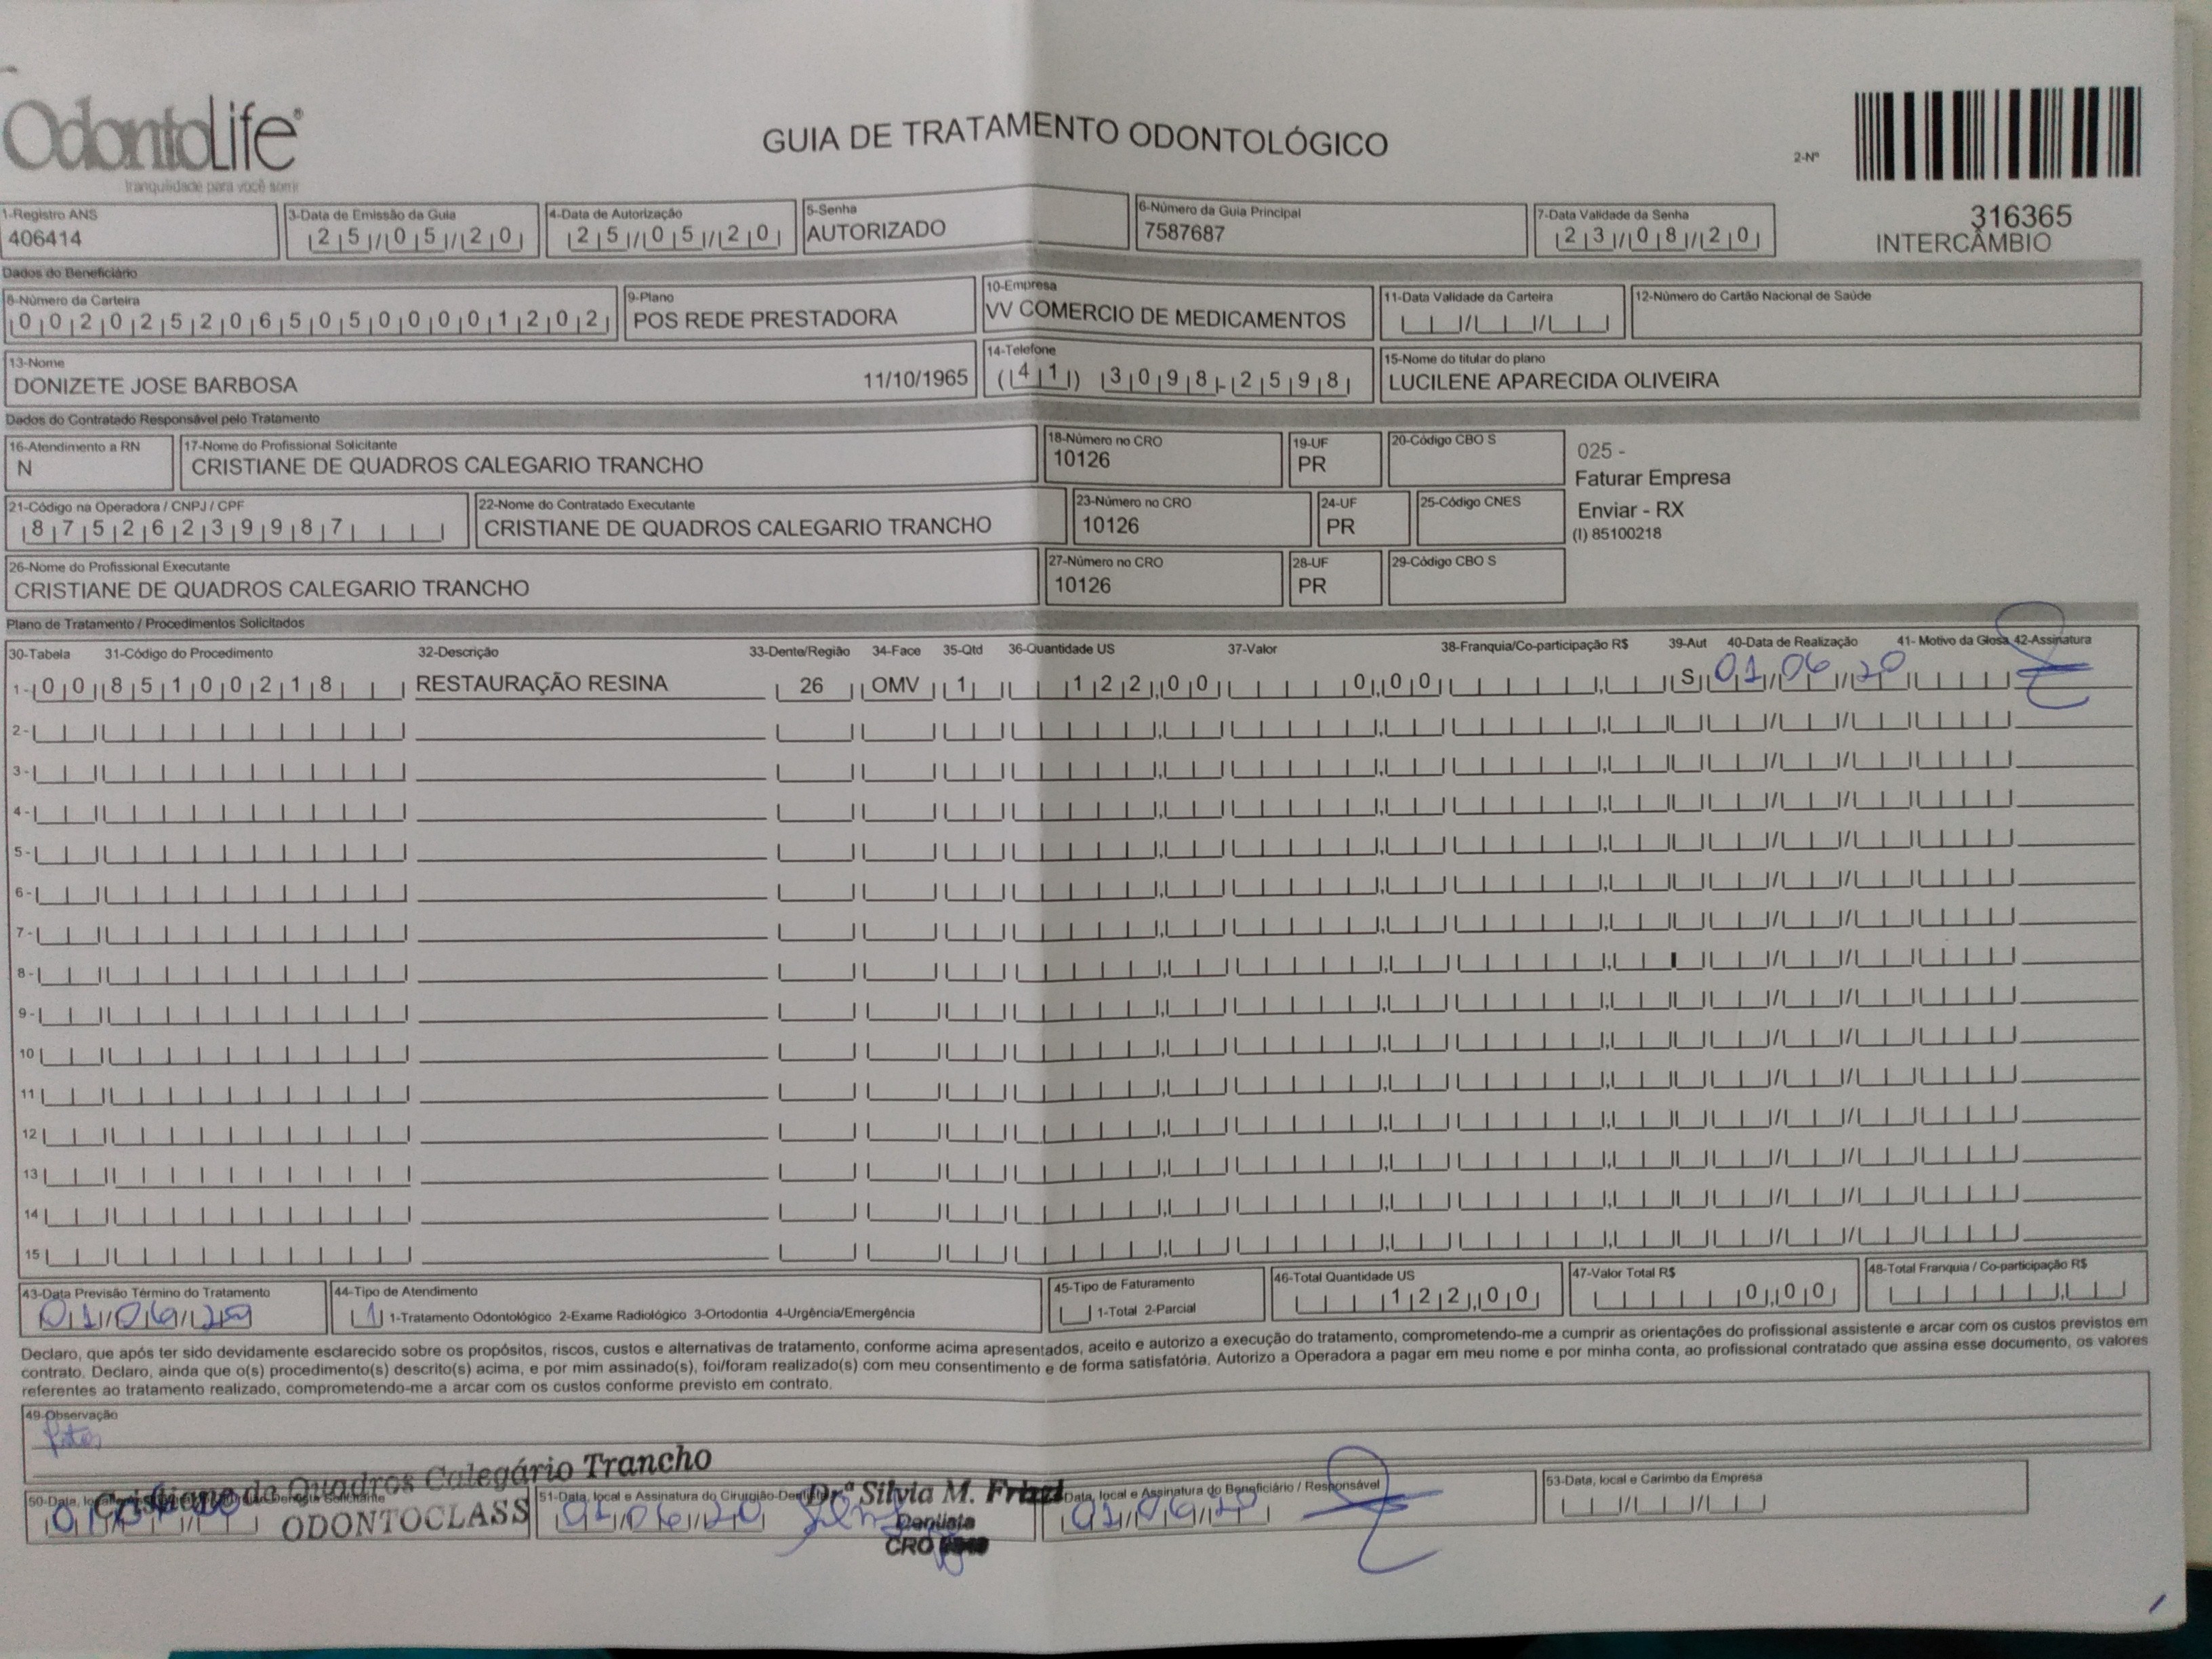 OdontoLife®
tranquilidade para você sorrir
GUIA DE TRATAMENTO ODONTOLÓGICO
2-Nº
316365
INTERCÂMBIO
1-Registro ANS
406414
3-Data de Emissão da Guia
25/05/20
4-Data de Autorização
25/05/20
5-Senha
AUTORIZADO
6-Número da Guia Principal
7587687
7-Data Validade da Senha
23/08/20
Dados do Beneficiário
8-Número da Carteira
00202520650500001202
9-Plano
POS REDE PRESTADORA
10-Empresa
VV COMERCIO DE MEDICAMENTOS
11-Data Validade da Carteira
12-Número do Cartão Nacional de Saúde
13-Nome
DONIZETE JOSE BARBOSA 11/10/1965
14-Telefone
(41) 3098-2598
15-Nome do titular do plano
LUCILENE APARECIDA OLIVEIRA
Dados do Contratado Responsável pelo Tratamento
16-Atendimento a RN
N
17-Nome do Profissional Solicitante
CRISTIANE DE QUADROS CALEGARIO TRANCHO
18-Número no CRO
10126
19-UF
PR
20-Código CBO S
025 -
Faturar Empresa
Enviar - RX
(I) 85100218
21-Código na Operadora / CNPJ / CPF
87526239987
22-Nome do Contratado Executante
CRISTIANE DE QUADROS CALEGARIO TRANCHO
23-Número no CRO
10126
24-UF
PR
25-Código CNES
26-Nome do Profissional Executante
CRISTIANE DE QUADROS CALEGARIO TRANCHO
27-Número no CRO
10126
28-UF
PR
29-Código CBO S
Plano de Tratamento / Procedimentos Solicitados
30-Tabela 31-Código do Procedimento 32-Descrição 33-Dente/Região 34-Face 35-Qtd 36-Quantidade US 37-Valor 38-Franquia/Co-participação R$ 39-Aut 40-Data de Realização 41- Motivo da Glosa 42-Assinatura
1- 00 85100218 RESTAURAÇÃO RESINA 26 OMV 1 122,00 0,00 S 01/06/20
2-
3-
4-
5-
6-
7-
8-
9-
10
11
12
13
14
15
43-Data Previsão Término do Tratamento
01/06/20
44-Tipo de Atendimento
1 1-Tratamento Odontológico 2-Exame Radiológico 3-Ortodontia 4-Urgência/Emergência
45-Tipo de Faturamento
1-Total 2-Parcial
46-Total Quantidade US
122,00
47-Valor Total R$
0,00
48-Total Franquia / Co-participação R$
Declaro, que após ter sido devidamente esclarecido sobre os propósitos, riscos, custos e alternativas de tratamento, conforme acima apresentados, aceito e autorizo a execução do tratamento, comprometendo-me a cumprir as orientações do profissional assistente e arcar com os custos previstos em
contrato. Declaro, ainda que o(s) procedimento(s) descrito(s) acima, e por mim assinado(s), foi/foram realizado(s) com meu consentimento e de forma satisfatória. Autorizo a Operadora a pagar em meu nome e por minha conta, ao profissional contratado que assina esse documento, os valores
referentes ao tratamento realizado, comprometendo-me a arcar com os custos conforme previsto em contrato.
49-Observação
Cristiane de Quadros Calegário Trancho
ODONTOCLASS
50-Data, local
51-Data, local e Assinatura do Cirurgião-Dentista
01/06/20
Drª Silvia M.
Dentista
CRO
Data, local e Assinatura do Beneficiário / Responsável
01/06/20
53-Data, local e Carimbo da Empresa